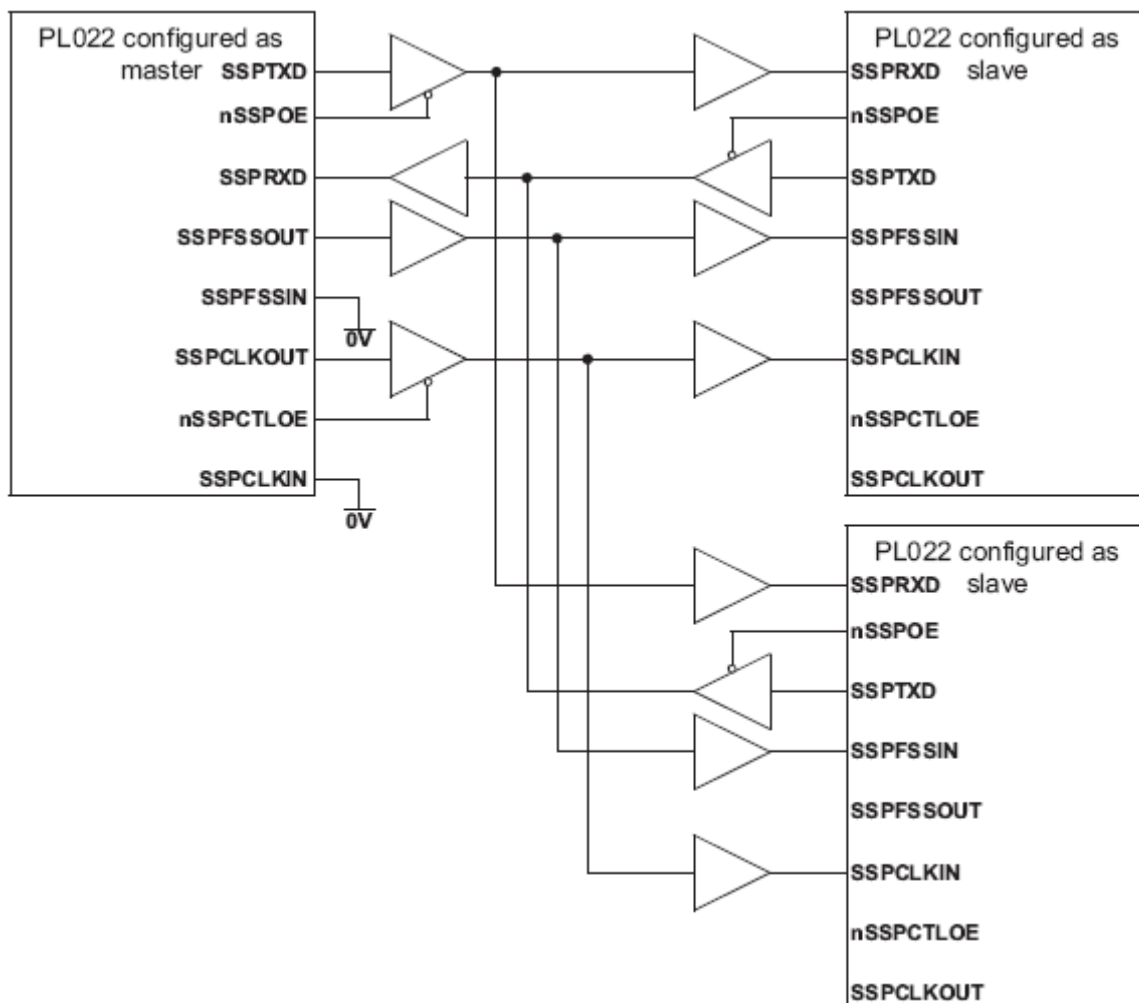 PL022 configured as
master SSPTXD
nSSPOE
SSPRXD
SSPFSSOUT
SSPFSSIN
0V
SSPCLKOUT
nSSPCTLOE
SSPCLKIN
0V
PL022 configured as
SSPRXD slave
nSSPOE
SSPTXD
SSPFSSIN
SSPFSSOUT
SSPCLKIN
nSSPCTLOE
SSPCLKOUT
PL022 configured as
SSPRXD slave
nSSPOE
SSPTXD
SSPFSSIN
SSPFSSOUT
SSPCLKIN
nSSPCTLOE
SSPCLKOUT